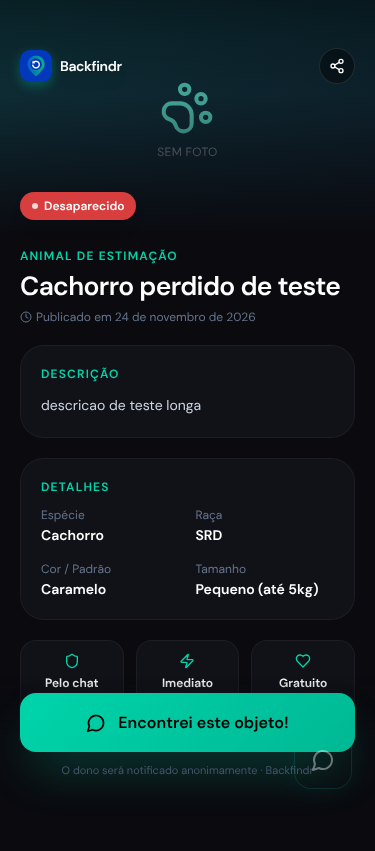 Backfindr
SEM FOTO
Desaparecido
ANIMAL DE ESTIMAÇÃO
Cachorro perdido de teste
Publicado em 24 de novembro de 2026
DESCRIÇÃO
descricao de teste longa
DETALHES
Espécie Raça
Cachorro SRD
Cor / Padrão Tamanho
Caramelo Pequeno (até 5kg)
Pelo chat Imediato Gratuito
Encontrei este objeto!
O dono será notificado anonimamente · Backfindr